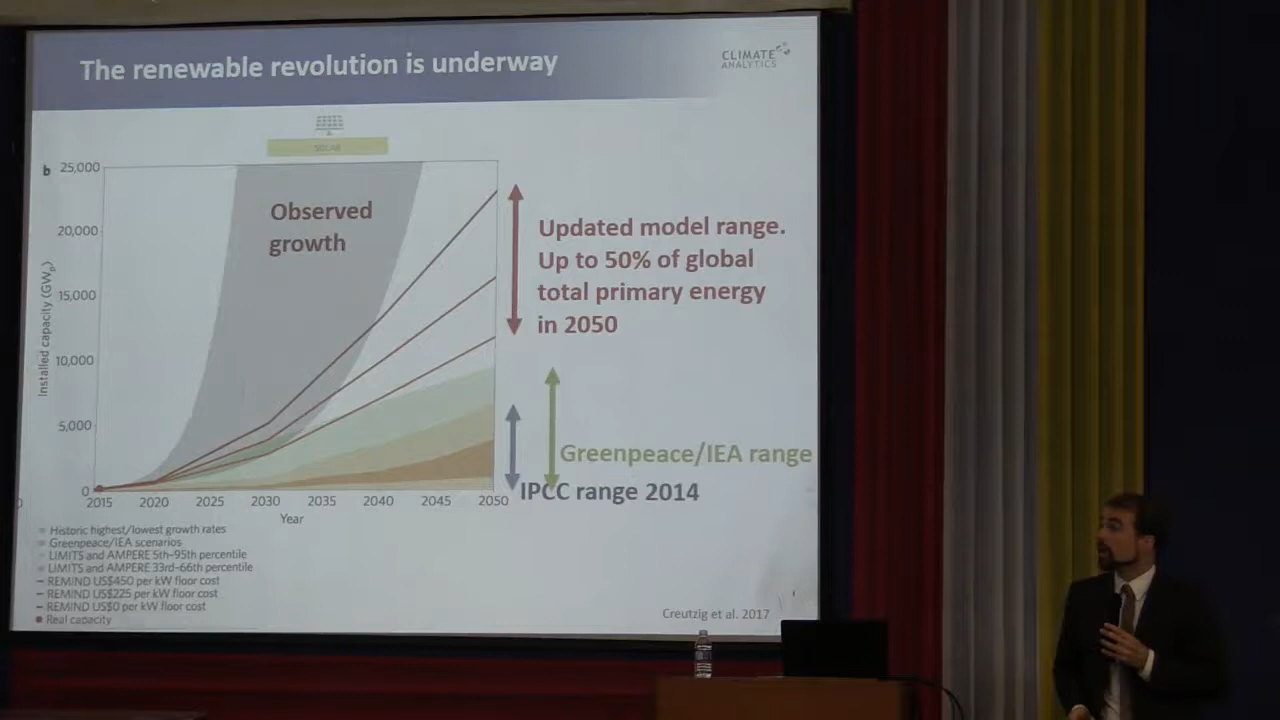 The renewable revolution is underway
CLIMATE
ANALYTICS
SOLAR
b
25,000
20,000
15,000
10,000
5,000
0
Installed capacity (GWp)
2015 2020 2025 2030 2035 2040 2045 2050
Year
Observed
growth
Updated model range.
Up to 50% of global
total primary energy
in 2050
Greenpeace/IEA range
IPCC range 2014
Historic highest/lowest growth rates
Greenpeace/IEA scenarios
LIMITS and AMPERE 5th–95th percentile
LIMITS and AMPERE 33rd–66th percentile
REMIND US$450 per kW floor cost
REMIND US$225 per kW floor cost
REMIND US$0 per kW floor cost
Real capacity
Creutzig et al. 2017